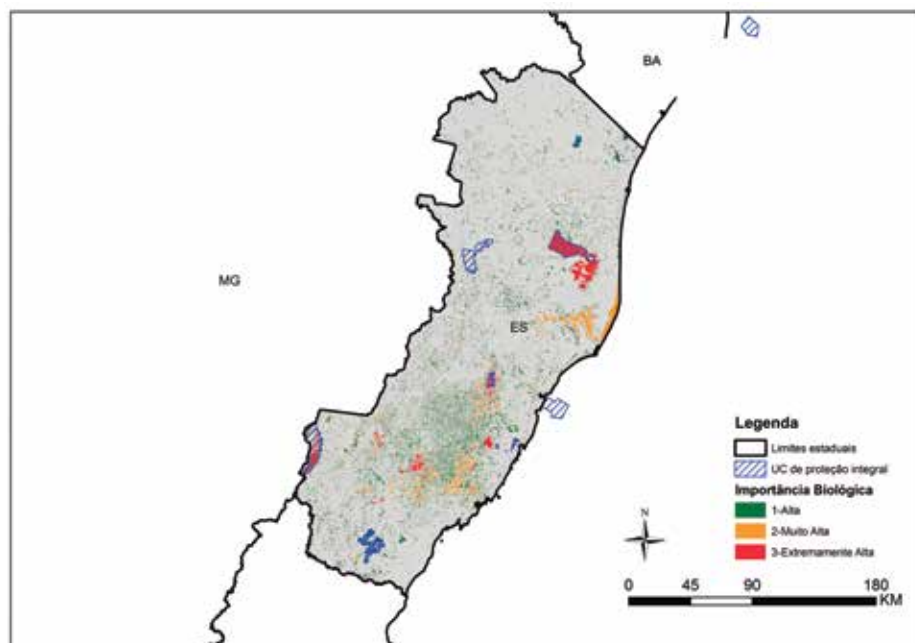 BA
MG
ES
Legenda
Limites estaduais
UC de proteção integral
Importância Biológica
1-Alta
2-Muito Alta
3-Extremamente Alta
N
0 45 90 180
KM